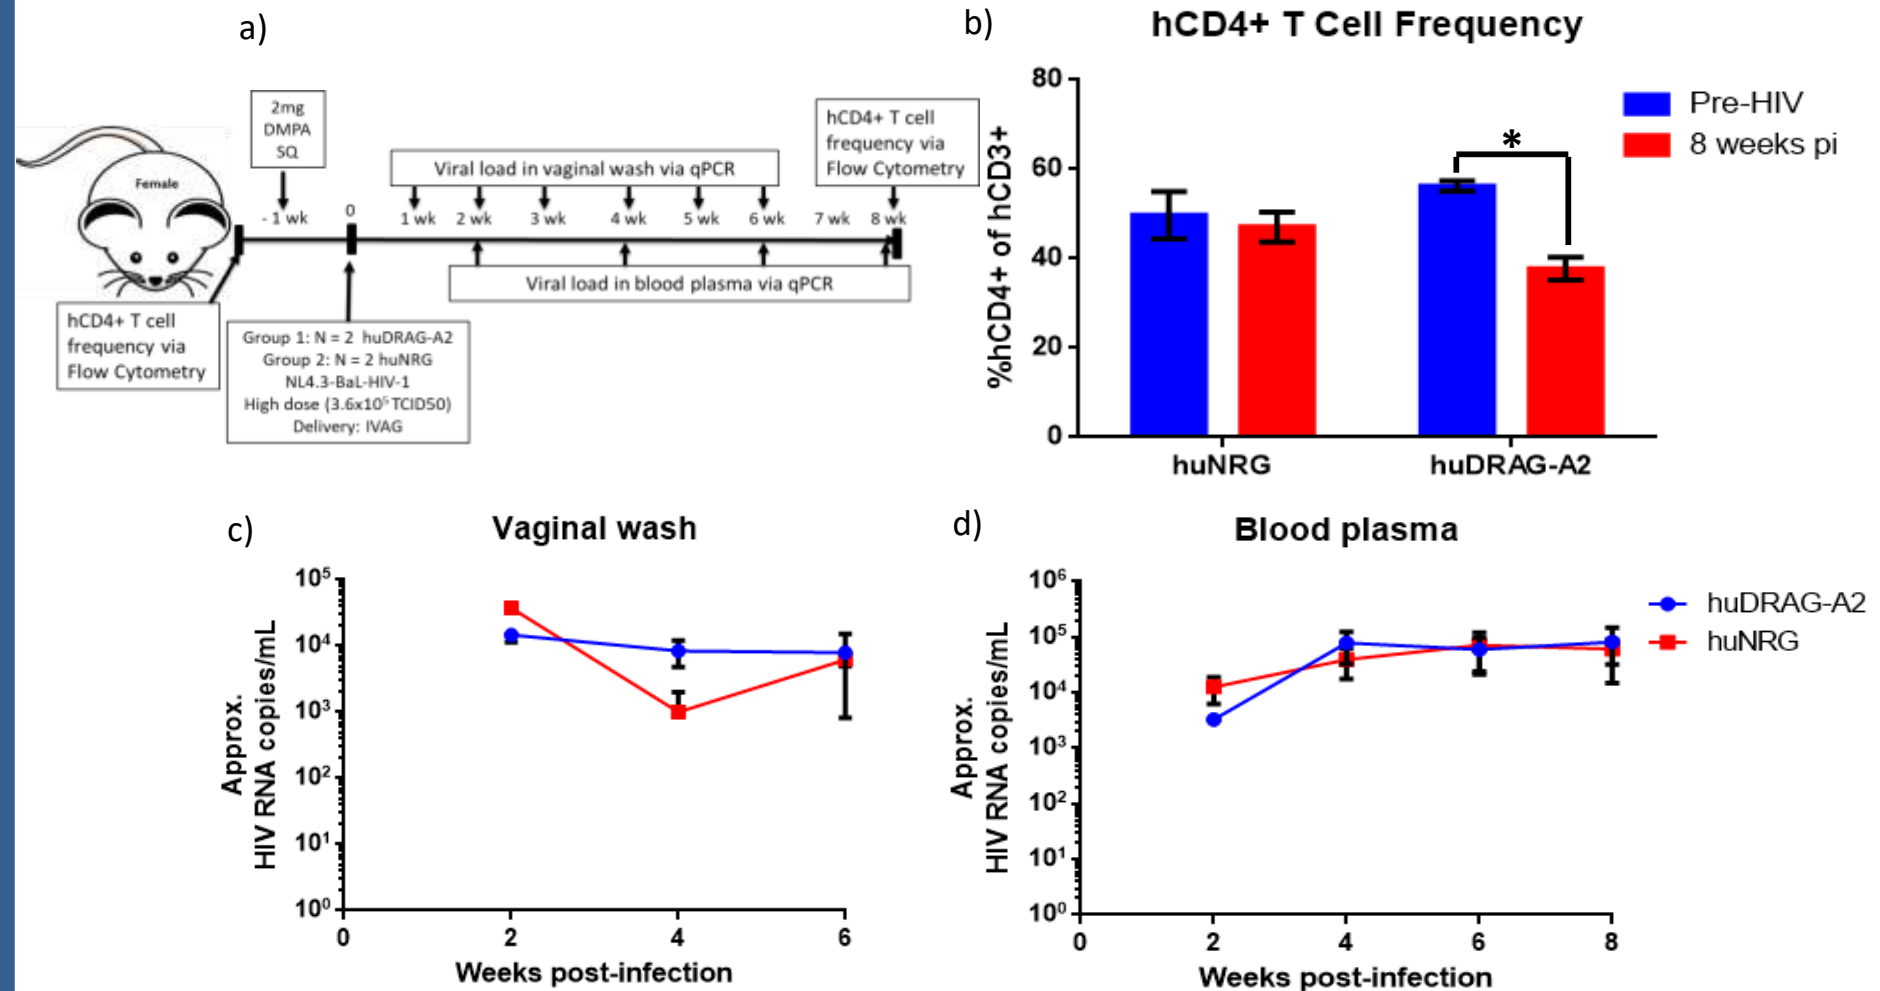 a)
2mg
DMPA
SQ
Female
Viral load in vaginal wash via qPCR
hCD4+ T cell
frequency via
Flow Cytometry
- 1 wk
0
1 wk
2 wk
3 wk
4 wk
5 wk
6 wk
7 wk
8 wk
Viral load in blood plasma via qPCR
hCD4+ T cell
frequency via
Flow Cytometry
Group 1: N = 2 huDRAG-A2
Group 2: N = 2 huNRG
NL4.3-BaL-HIV-1
High dose (3.6x10⁵ TCID50)
Delivery: IVAG
b)
hCD4+ T Cell Frequency
%hCD4+ of hCD3+
80
60
40
20
0
huNRG
huDRAG-A2
*
Pre-HIV
8 weeks pi
c)
Vaginal wash
Approx.
HIV RNA copies/mL
10⁵
10⁴
10³
10²
10¹
10⁰
0
2
4
6
Weeks post-infection
d)
Blood plasma
Approx.
HIV RNA copies/mL
10⁶
10⁵
10⁴
10³
10²
10¹
10⁰
0
2
4
6
8
Weeks post-infection
huDRAG-A2
huNRG